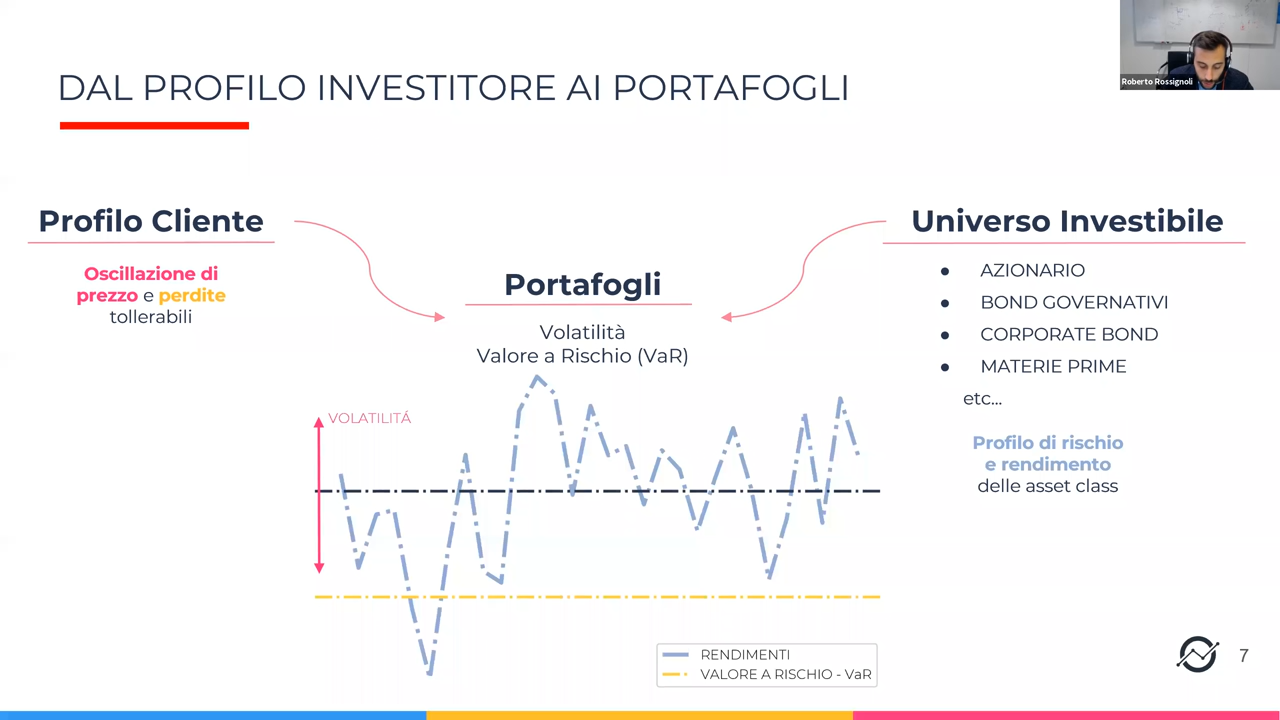 Roberto Rossignoli
DAL PROFILO INVESTITORE AI PORTAFOGLI
Profilo Cliente
Oscillazione di
prezzo e perdite
tollerabili
Portafogli
Volatilità
Valore a Rischio (VaR)
Universo Investibile
● AZIONARIO
● BOND GOVERNATIVI
● CORPORATE BOND
● MATERIE PRIME
etc...
Profilo di rischio
e rendimento
delle asset class
VOLATILITÁ
RENDIMENTI
VALORE A RISCHIO - VaR
7